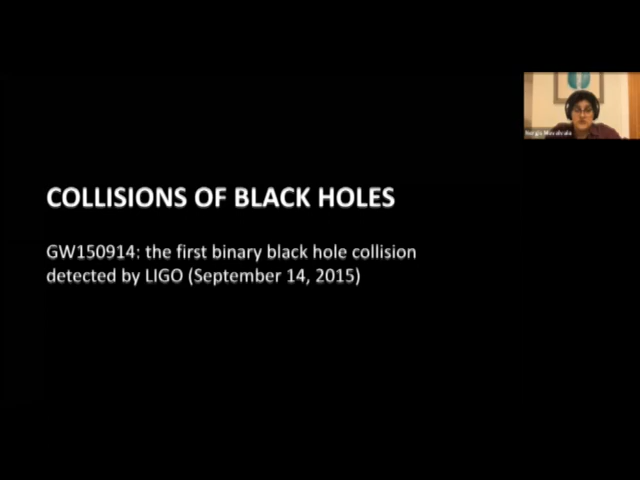 COLLISIONS OF BLACK HOLES
GW150914: the first binary black hole collision
detected by LIGO (September 14, 2015)